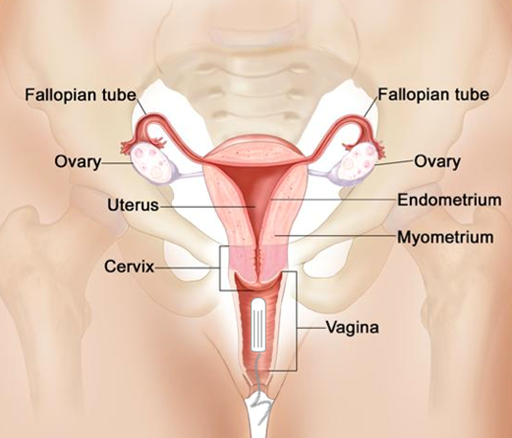 Fallopian tube
Fallopian tube
Ovary
Ovary
Uterus
Endometrium
Myometrium
Cervix
Vagina